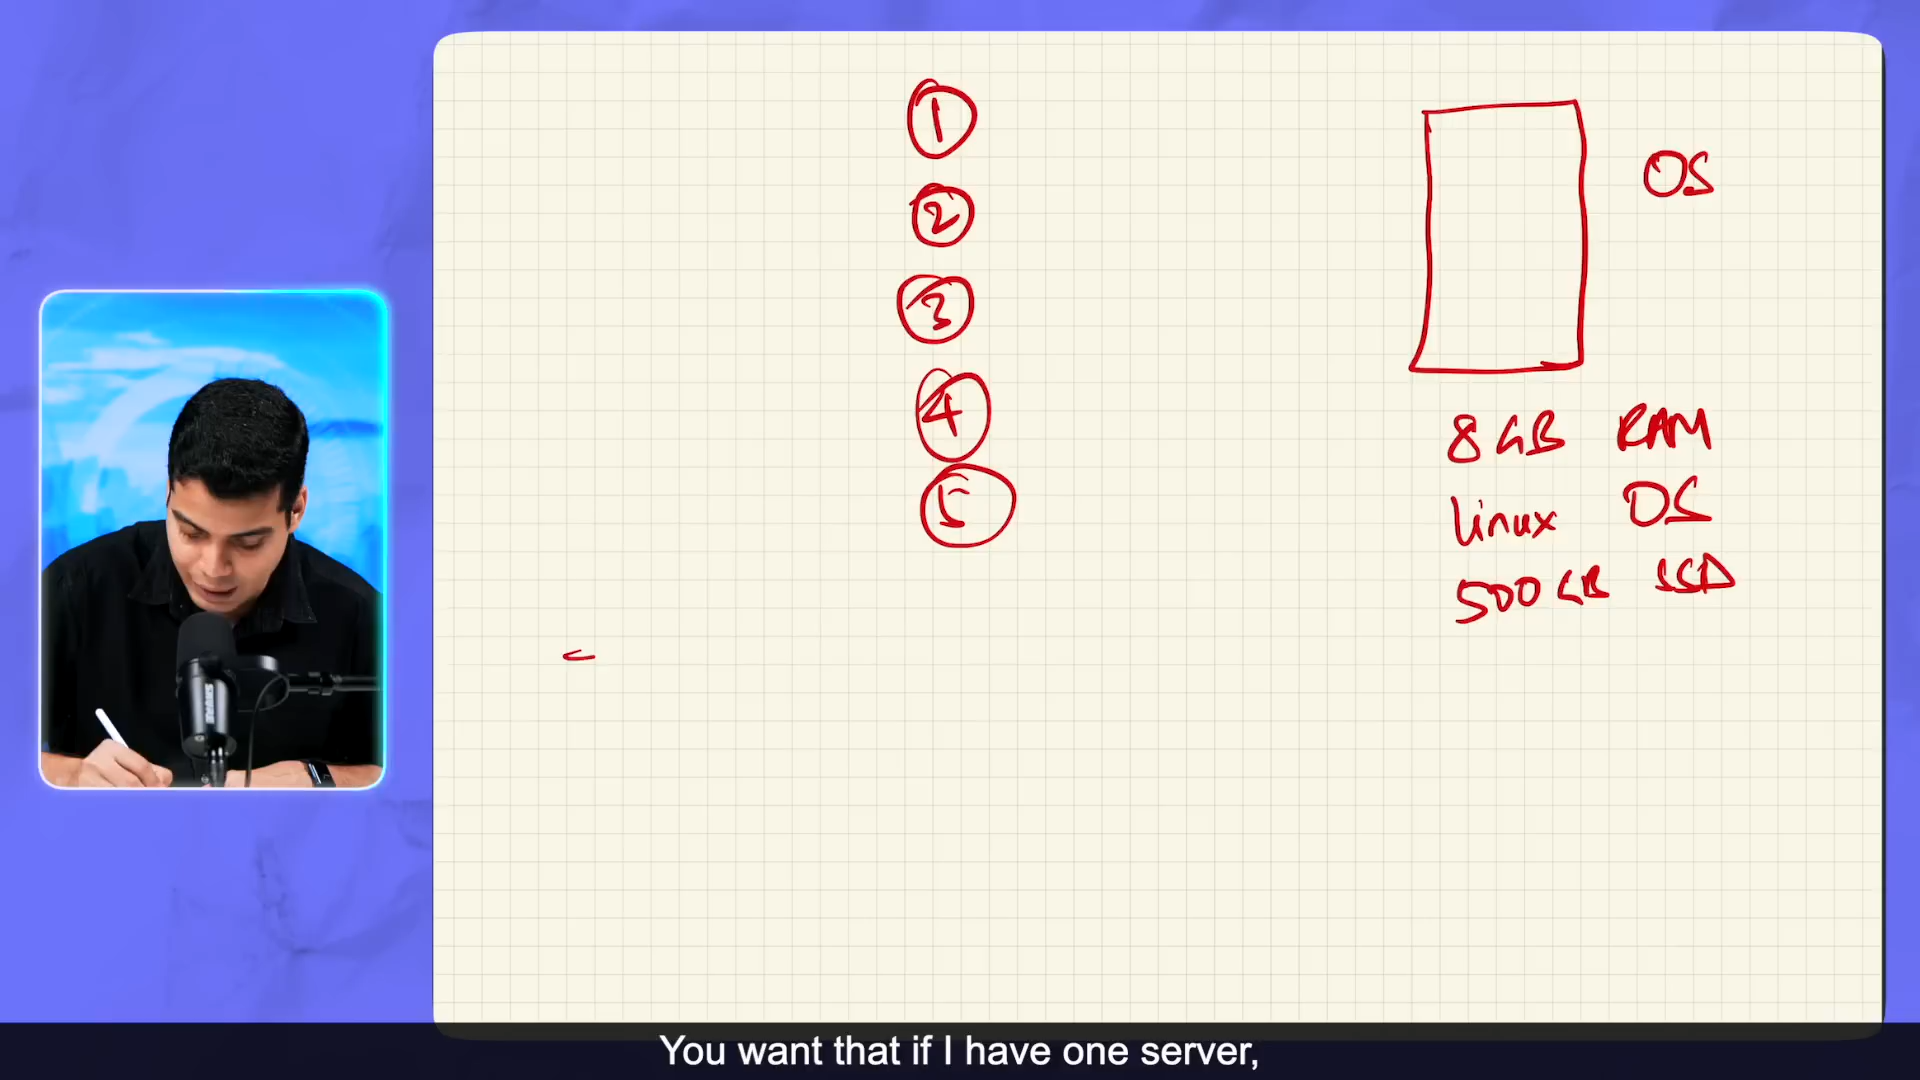 1
2
3
4
5
OS
8 GB RAM
Linux OS
500 GB SSD
SHURE
You want that if I have one server,